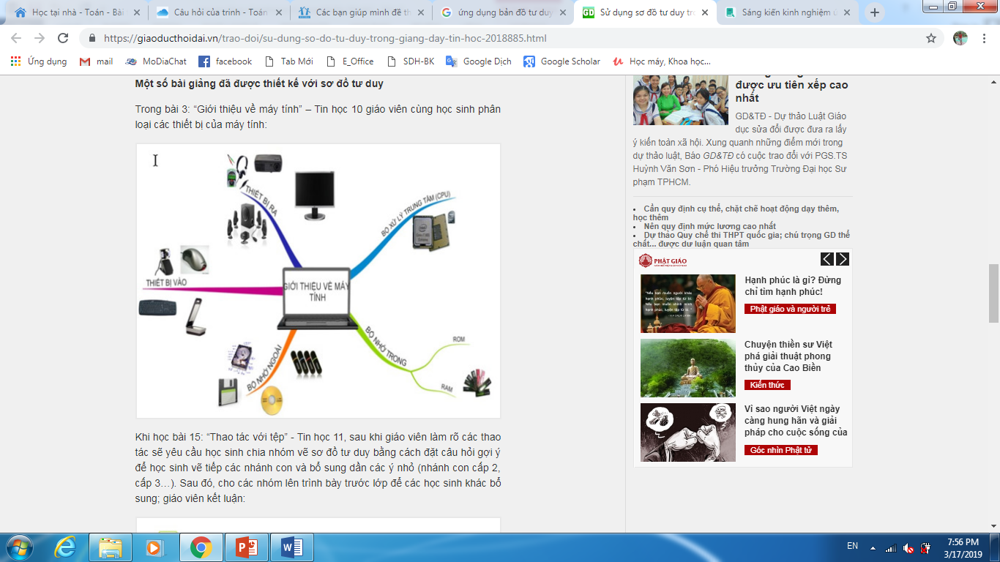 Học tại nhà - Toán - Bài
Câu hỏi của trinh - Toán
Các bạn giúp mình đề th
ứng dụng bản đồ tư duy
Sử dụng sơ đồ tư duy tro
Sáng kiến kinh nghiệm ứ
https://giaoducthoidai.vn/trao-doi/su-dung-so-do-tu-duy-trong-giang-day-tin-hoc-2018885.html
Ứng dụng
mail
MoDiaChat
facebook
Tab Mới
E_Office
SDH-BK
Google Dịch
Google Scholar
Học máy, Khoa học...
Một số bài giảng đã được thiết kế với sơ đồ tư duy
Trong bài 3: “Giới thiệu về máy tính” – Tin học 10 giáo viên cùng học sinh phân
loại các thiết bị của máy tính:
THIẾT BỊ RA
BỘ XỬ LÝ TRUNG TÂM (CPU)
THIẾT BỊ VÀO
GIỚI THIỆU VỀ MÁY
TÍNH
BỘ NHỚ TRONG
ROM
RAM
BỘ NHỚ NGOÀI
Khi học bài 15: “Thao tác với tệp” - Tin học 11, sau khi giáo viên làm rõ các thao
tác sẽ yêu cầu học sinh chia nhóm vẽ sơ đồ tư duy bằng cách đặt câu hỏi gợi ý
để học sinh vẽ tiếp các nhánh con và bổ sung dần các ý nhỏ (nhánh con cấp 2,
cấp 3…). Sau đó, cho các nhóm lên trình bày trước lớp để các học sinh khác bổ
sung; giáo viên kết luận:
được ưu tiên xếp cao
nhất
GD&TĐ - Dự thảo Luật Giáo
dục sửa đổi được đưa ra lấy
ý kiến toàn xã hội. Xung quanh những điểm mới trong
dự thảo luật, Báo GD&TĐ có cuộc trao đổi với PGS.TS
Huỳnh Văn Sơn - Phó Hiệu trưởng Trường Đại học Sư
phạm TPHCM.
• Cần quy định cụ thể, chặt chẽ hoạt động dạy thêm,
học thêm
• Nên quy định mức lương cao nhất
• Dự thảo Quy chế thi THPT quốc gia; chú trọng GD thể
chất... được dư luận quan tâm
PHẬT GIÁO
Hạnh phúc là gì? Đừng
chỉ tìm hạnh phúc!
Phật giáo và người trẻ
Chuyện thiền sư Việt
phá giải thuật phong
thủy của Cao Biền
Kiến thức
Vì sao người Việt ngày
càng hung hãn và giải
pháp cho cuộc sống của
Góc nhìn Phật tử
EN
7:56 PM
3/17/2019